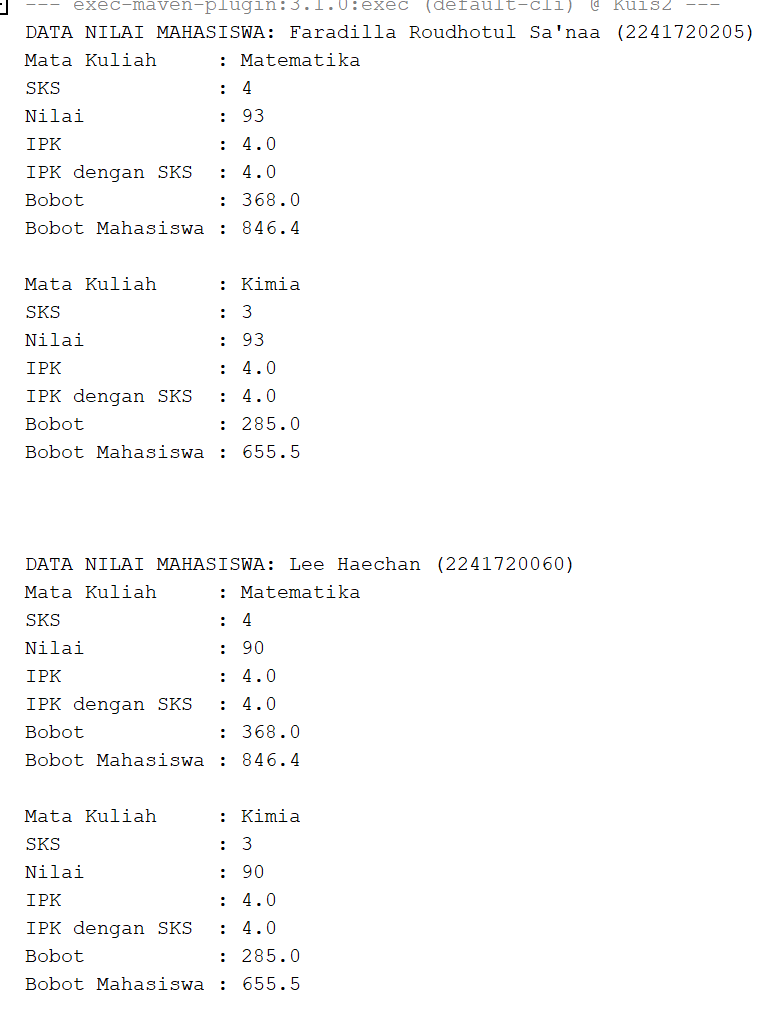 --- exec-maven-plugin:3.1.0:exec (default-cli) @ Kuis2 ---
DATA NILAI MAHASISWA: Faradilla Roudhotul Sa'naa (2241720205)
Mata Kuliah     : Matematika
SKS             : 4
Nilai           : 93
IPK             : 4.0
IPK dengan SKS  : 4.0
Bobot           : 368.0
Bobot Mahasiswa : 846.4
Mata Kuliah     : Kimia
SKS             : 3
Nilai           : 93
IPK             : 4.0
IPK dengan SKS  : 4.0
Bobot           : 285.0
Bobot Mahasiswa : 655.5
DATA NILAI MAHASISWA: Lee Haechan (2241720060)
Mata Kuliah     : Matematika
SKS             : 4
Nilai           : 90
IPK             : 4.0
IPK dengan SKS  : 4.0
Bobot           : 368.0
Bobot Mahasiswa : 846.4
Mata Kuliah     : Kimia
SKS             : 3
Nilai           : 90
IPK             : 4.0
IPK dengan SKS  : 4.0
Bobot           : 285.0
Bobot Mahasiswa : 655.5